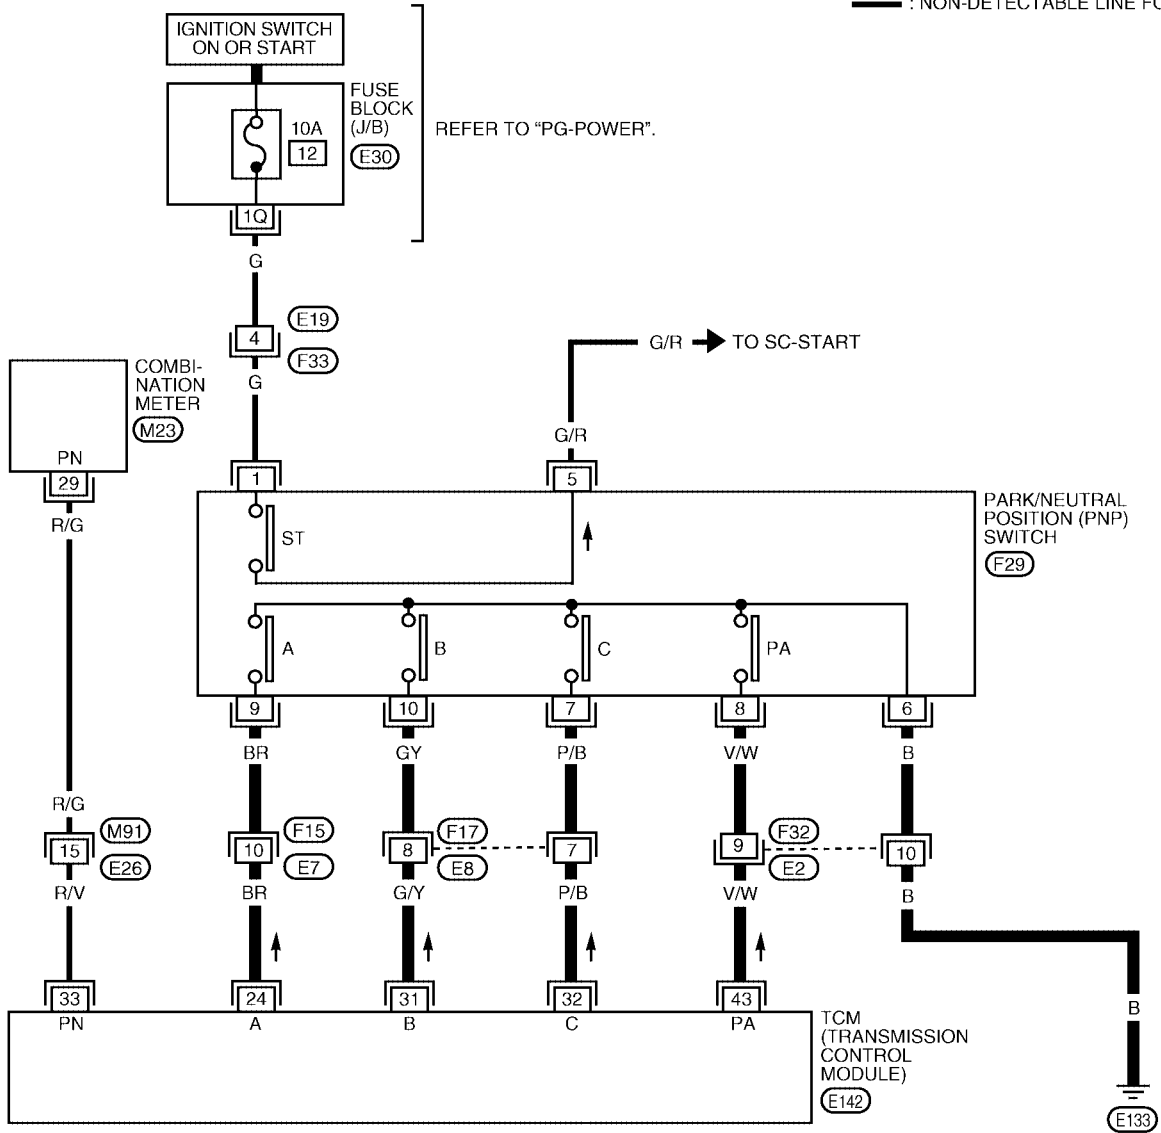 : NON-DETECTABLE LINE FO
IGNITION SWITCH
ON OR START
FUSE
BLOCK
(J/B)
10A
12
E30
REFER TO “PG-POWER”.
1Q
G
4
E19
F33
G
G/R
TO SC-START
COMBI-
NATION
METER
M23
PN
29
R/G
G/R
1
5
PARK/NEUTRAL
POSITION (PNP)
SWITCH
F29
ST
A
B
C
PA
9
10
7
8
6
BR
GY
P/B
V/W
B
R/G
15
M91
E26
10
F15
E7
8
F17
E8
7
9
F32
E2
10
R/V
BR
G/Y
P/B
V/W
B
33
24
31
32
43
PN
A
B
C
PA
TCM
(TRANSMISSION
CONTROL
MODULE)
E142
B
E133